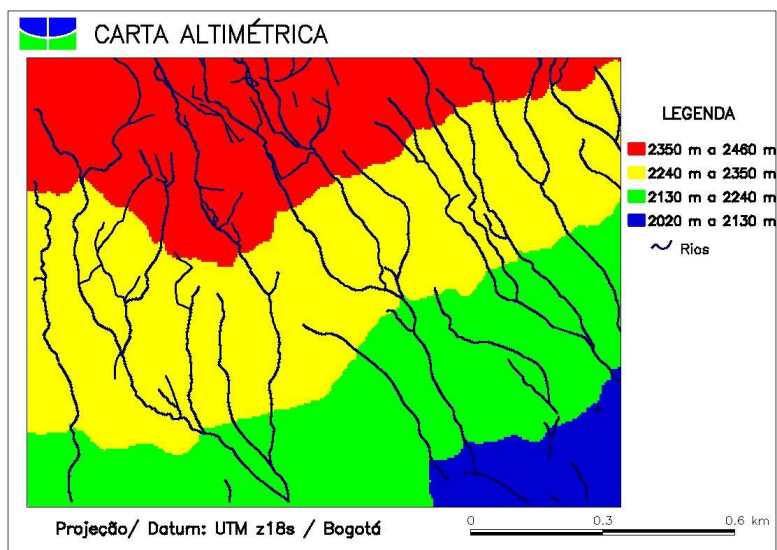 CARTA ALTIMÉTRICA
LEGENDA
2350 m a 2460 m
2240 m a 2350 m
2130 m a 2240 m
2020 m a 2130 m
Rios
Projeção/ Datum: UTM z18s / Bogotá
0 0.3 0.6 km